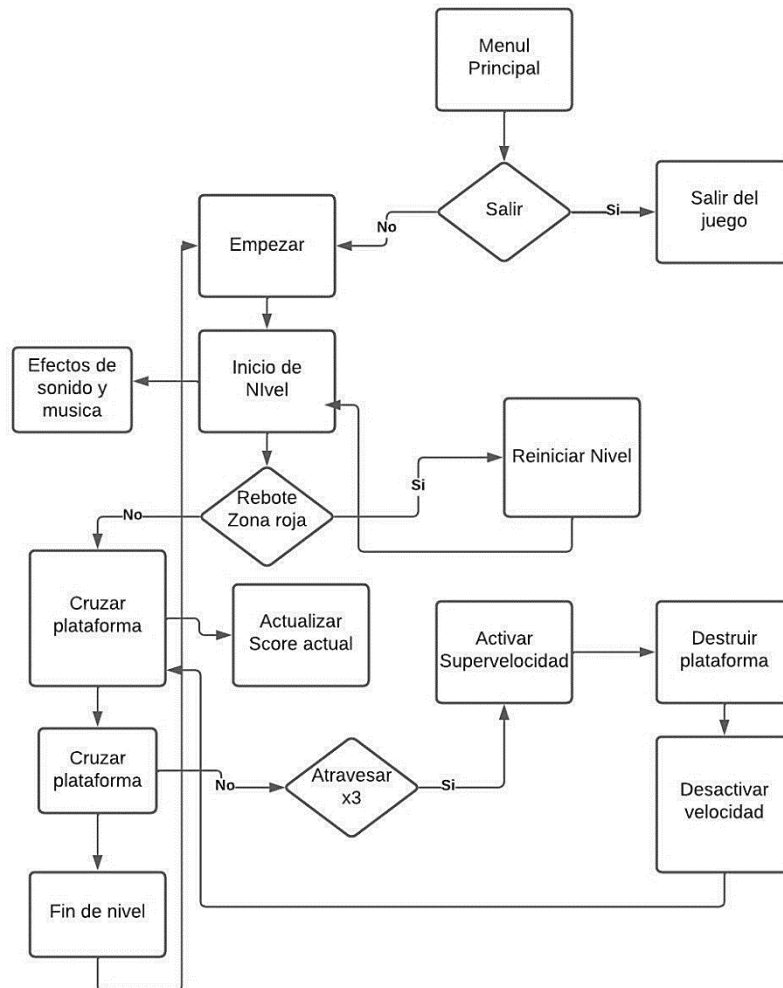 Menul
Principal
Salir
Si
Salir del
juego
No
Empezar
Inicio de
NIvel
Efectos de
sonido y
musica
Rebote
Zona roja
Si
Reiniciar Nivel
No
Cruzar
plataforma
Actualizar
Score actual
Activar
Supervelocidad
Destruir
plataforma
Cruzar
plataforma
No
Atravesar
x3
Si
Desactivar
velocidad
Fin de nivel